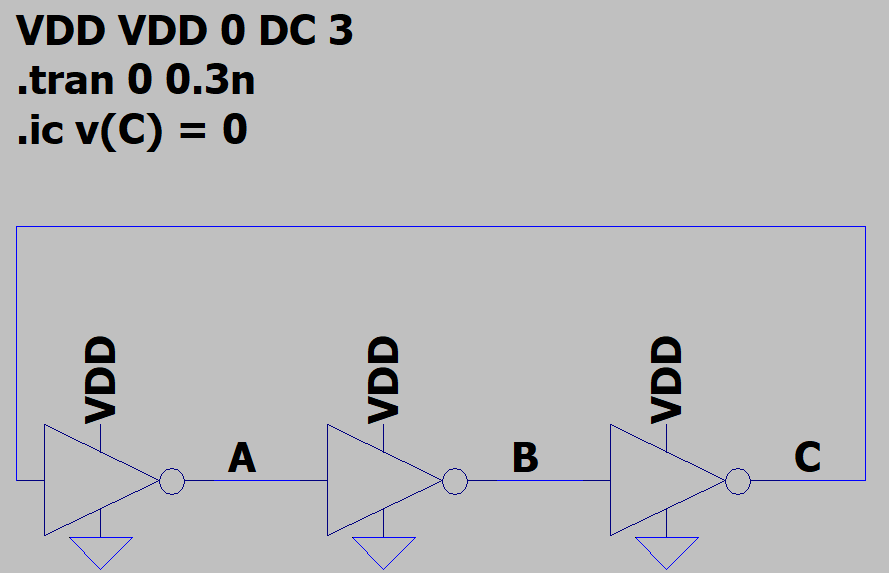 VDD VDD 0 DC 3
.tran 0 0.3n
.ic v(C) = 0
VDD
VDD
VDD
A
B
C